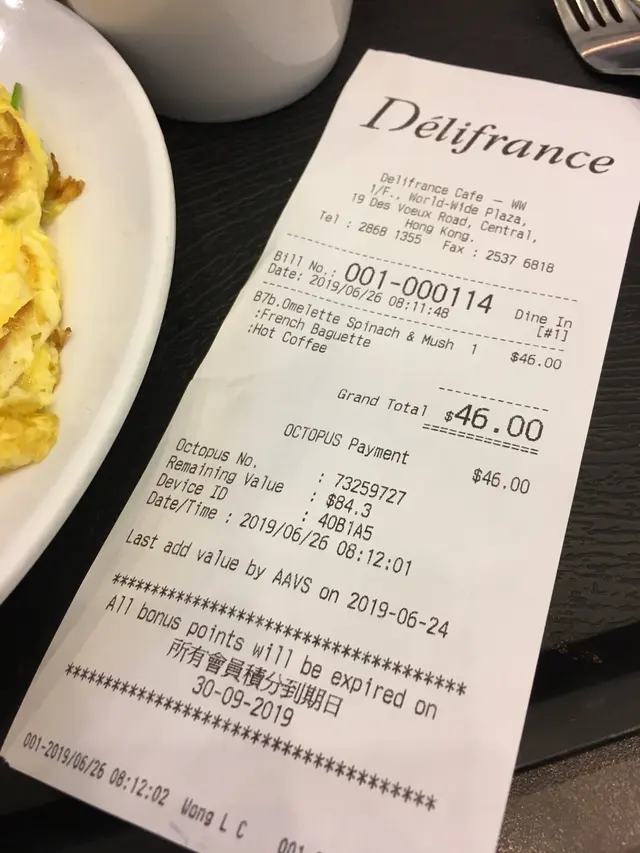 Délifrance
Delifrance Cafe – WW
1/F., World-Wide Plaza,
19 Des Voeux Road, Central,
Hong Kong.
Tel : 2868 1355 Fax : 2537 6818
Bill No.: 001-000114 Dine In
Date: 2019/06/26 08:11:48 [#1]
B7b.Omelette Spinach & Mush 1 $46.00
:French Baguette
:Hot Coffee
Grand Total $46.00
============
OCTOPUS Payment $46.00
Octopus No. : 73259727
Remaining Value : $84.3
Device ID : 40B1A5
Date/Time : 2019/06/26 08:12:01
Last add value by AAVS on 2019-06-24
**************************************
All bonus points will be expired on
所有會員積分到期日
30-09-2019
**************************************
001-2019/06/26 08:12:02 Wong L C